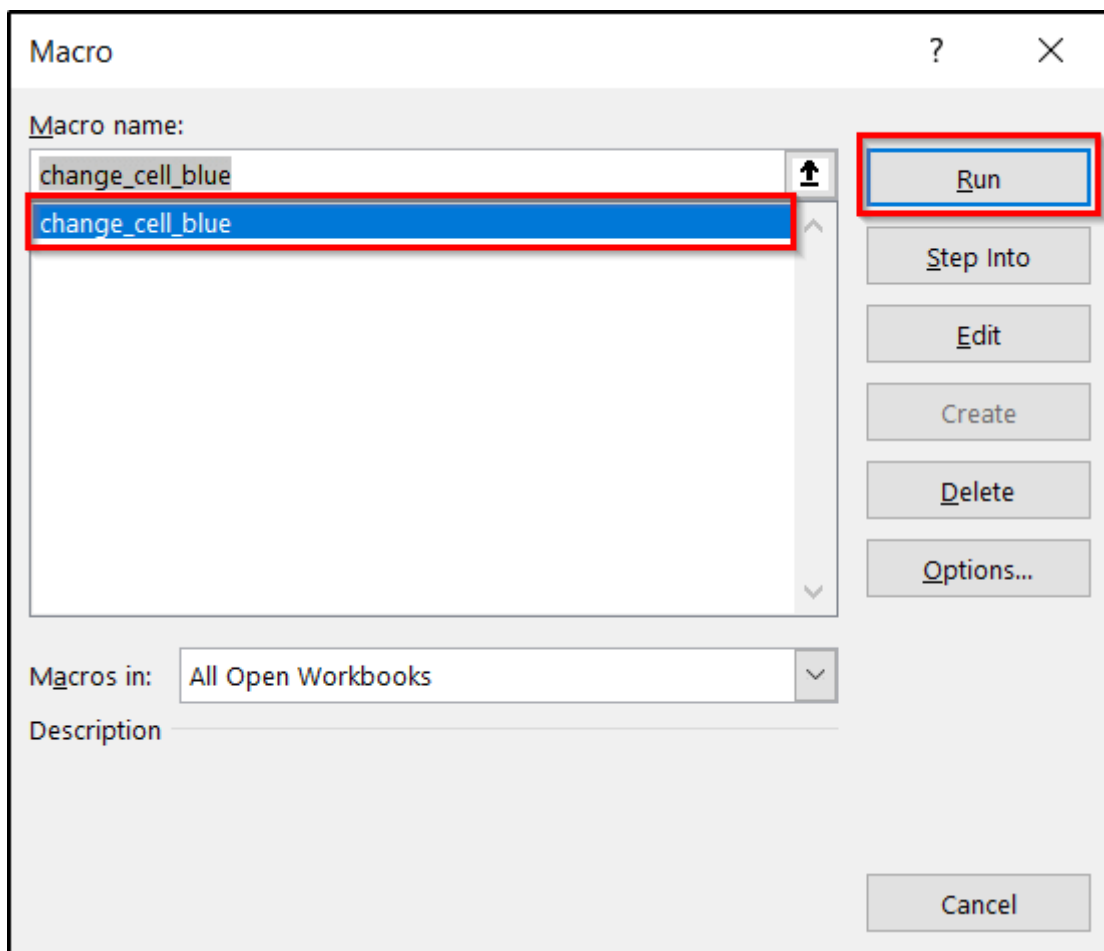 Macro
?
Macro name:
change_cell_blue
change_cell_blue
Run
Step Into
Edit
Create
Delete
Options...
Macros in:
All Open Workbooks
Description
Cancel